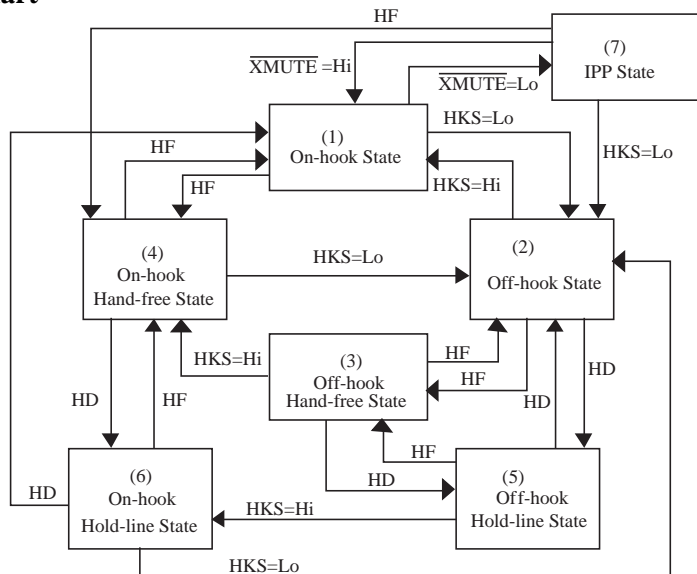 HF
(7)
IPP State
XMUTE =Hi
XMUTE=Lo
(1)
On-hook State
HKS=Lo
HKS=Lo
HF
HF
HKS=Hi
(4)
On-hook
Hand-free State
HKS=Lo
(2)
Off-hook State
HKS=Hi
(3)
Off-hook
Hand-free State
HF
HF
HD
HD
HF
HD
HF
HD
(6)
On-hook
Hold-line State
(5)
Off-hook
Hold-line State
HD
HKS=Hi
HKS=Lo